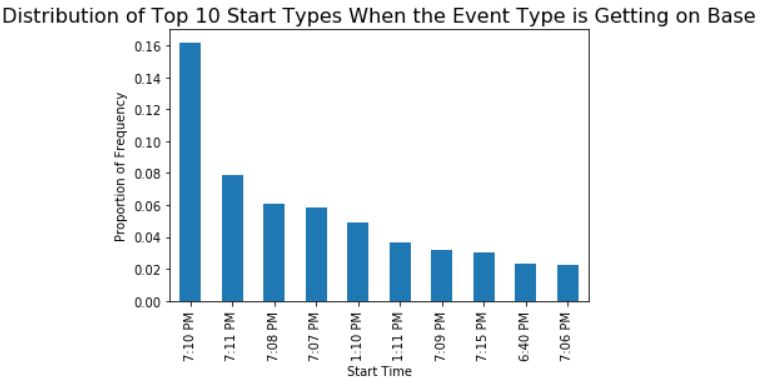 Distribution of Top 10 Start Types When the Event Type is Getting on Base
Proportion of Frequency
0.16
0.14
0.12
0.10
0.08
0.06
0.04
0.02
0.00
7:10 PM
7:11 PM
7:08 PM
7:07 PM
1:10 PM
1:11 PM
7:09 PM
7:15 PM
6:40 PM
7:06 PM
Start Time